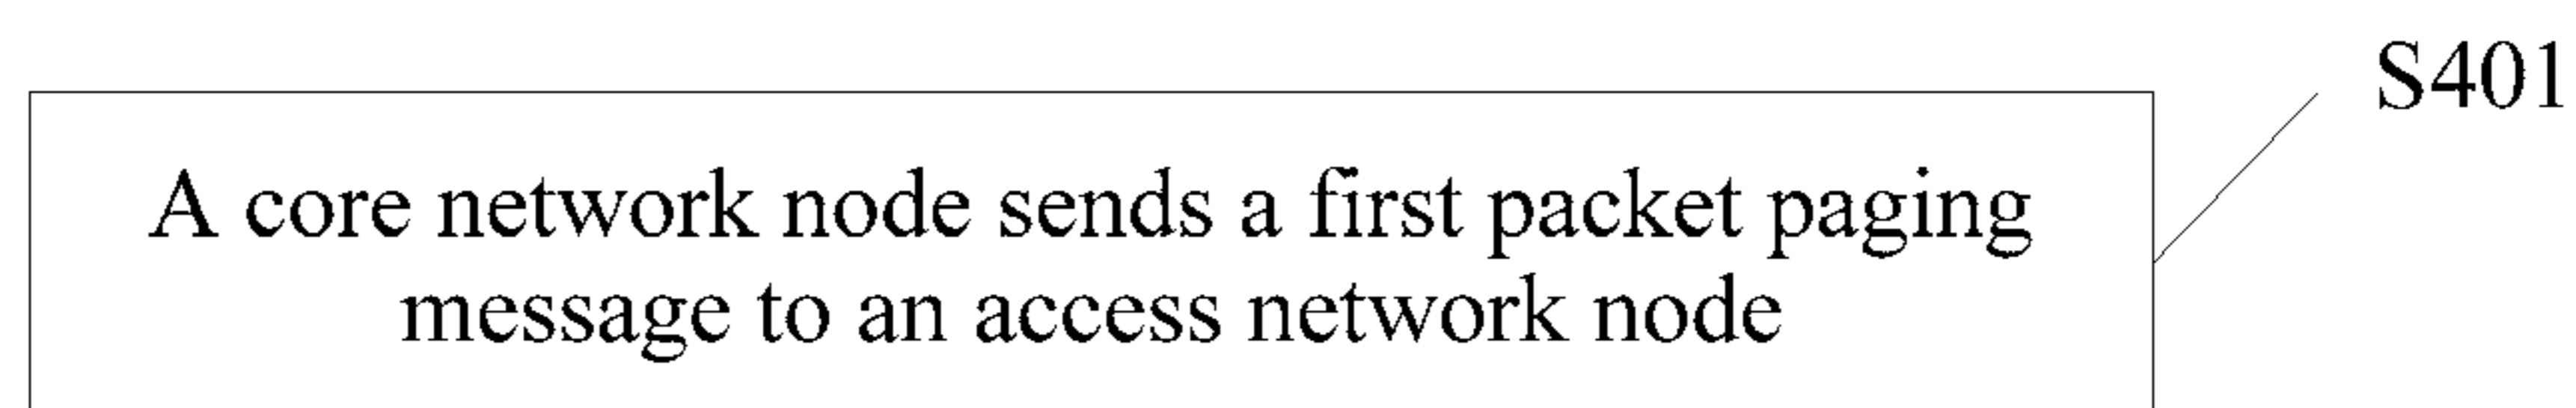 S401
A core network node sends a first packet paging
message to an access network node